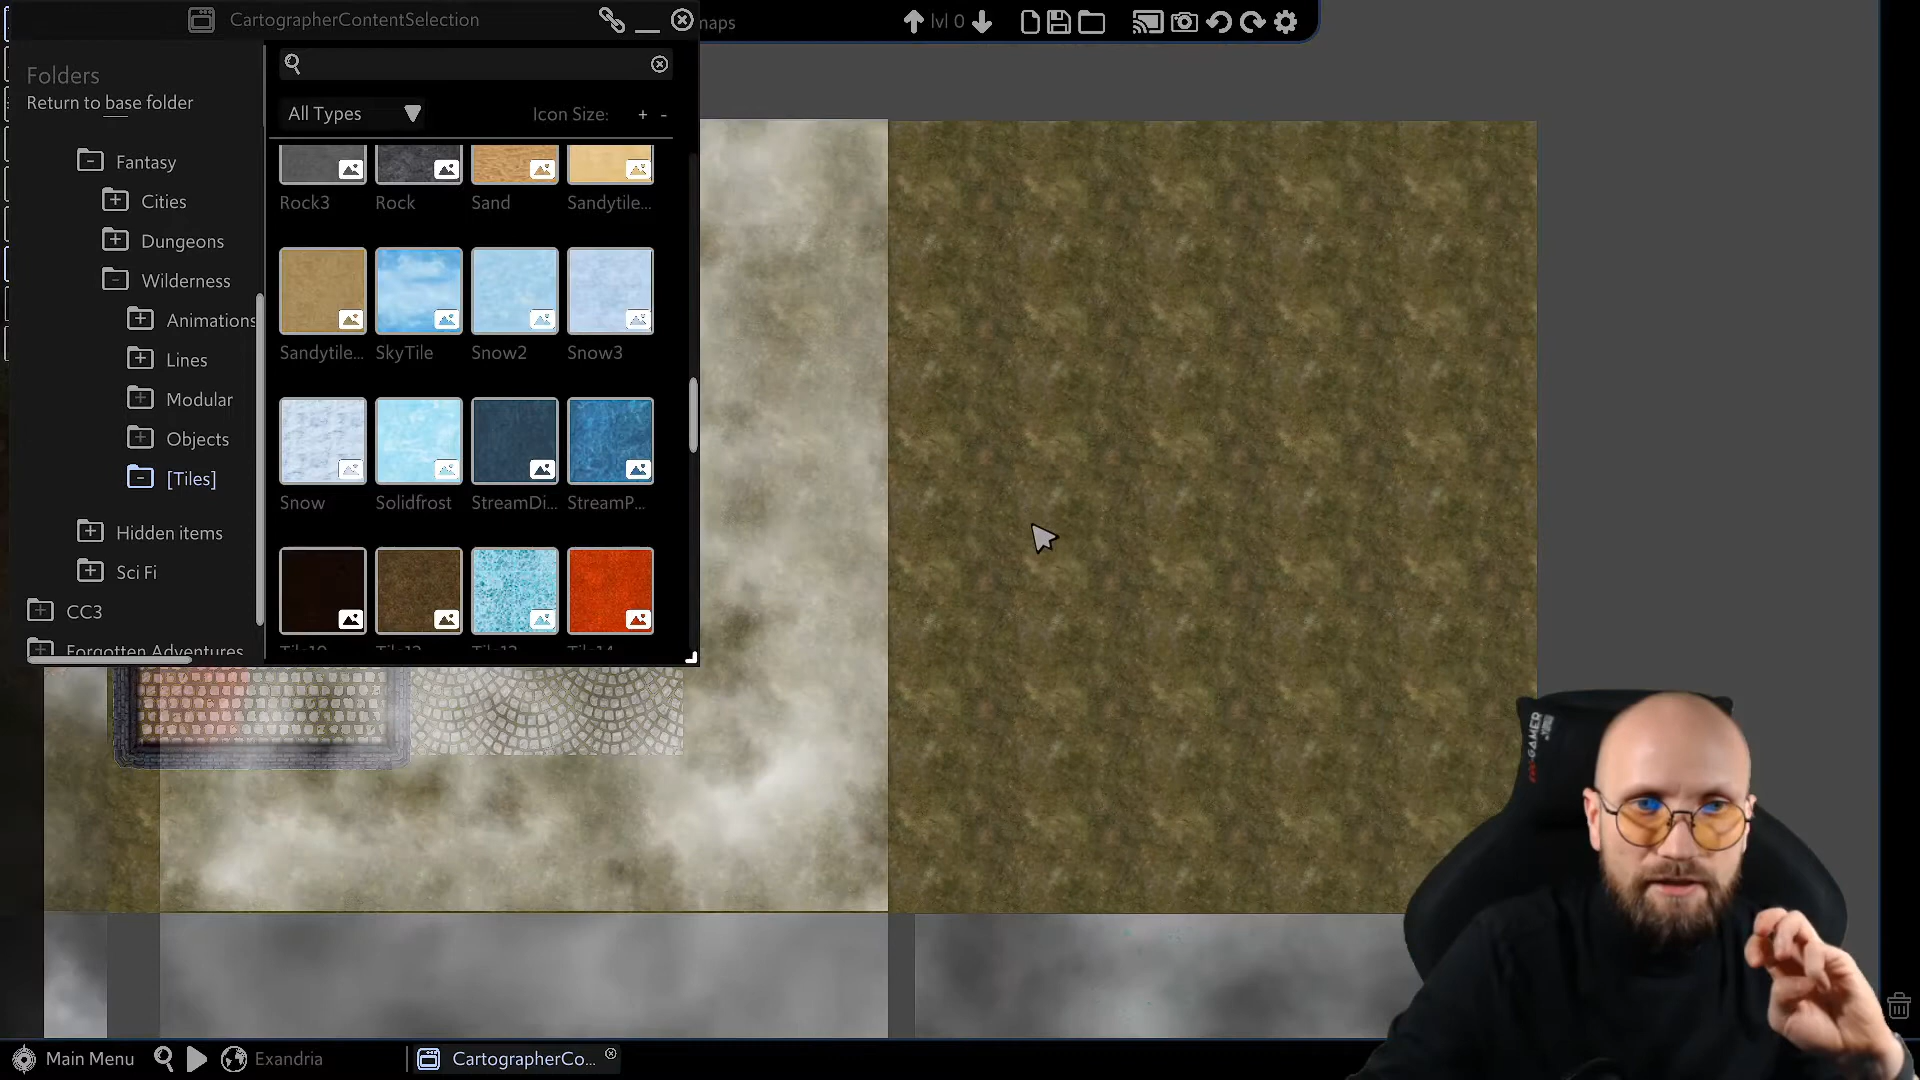 CartographerContentSelection
maps
lvl 0
Folders
Return to base folder
Fantasy
Cities
Dungeons
Wilderness
Animations
Lines
Modular
Objects
[Tiles]
Hidden items
Sci Fi
CC3
Forgotten Adventures
All Types
Icon Size: + -
Rock3 Rock Sand Sandytile...
Sandytile... SkyTile Snow2 Snow3
Snow Solidfrost StreamDi... StreamP...
Main Menu
Exandria
CartographerCo...